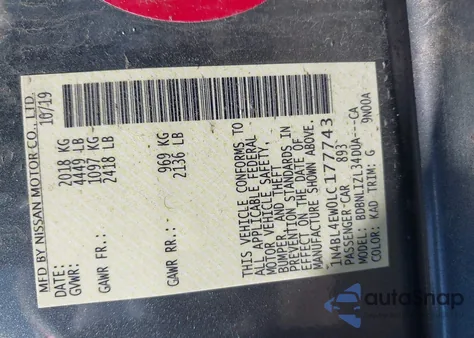 MFD BY NISSAN MOTOR CO., LTD.
DATE: 10/19
GVWR: 2018 KG
4449 LB
GAWR FR.: 1097 KG
2418 LB
GAWR RR.: 969 KG
2136 LB
THIS VEHICLE CONFORMS TO
ALL APPLICABLE FEDERAL
MOTOR VEHICLE SAFETY,
BUMPER, AND THEFT
PREVENTION STANDARDS IN
EFFECT ON THE DATE OF
MANUFACTURE SHOWN ABOVE.
1N4BL4EW0LC177743
PASSENGER CAR 893
MODEL: BDBNLIZL34DUA---CA
COLOR: KAD TRIM: G 9N00A
autoSnap